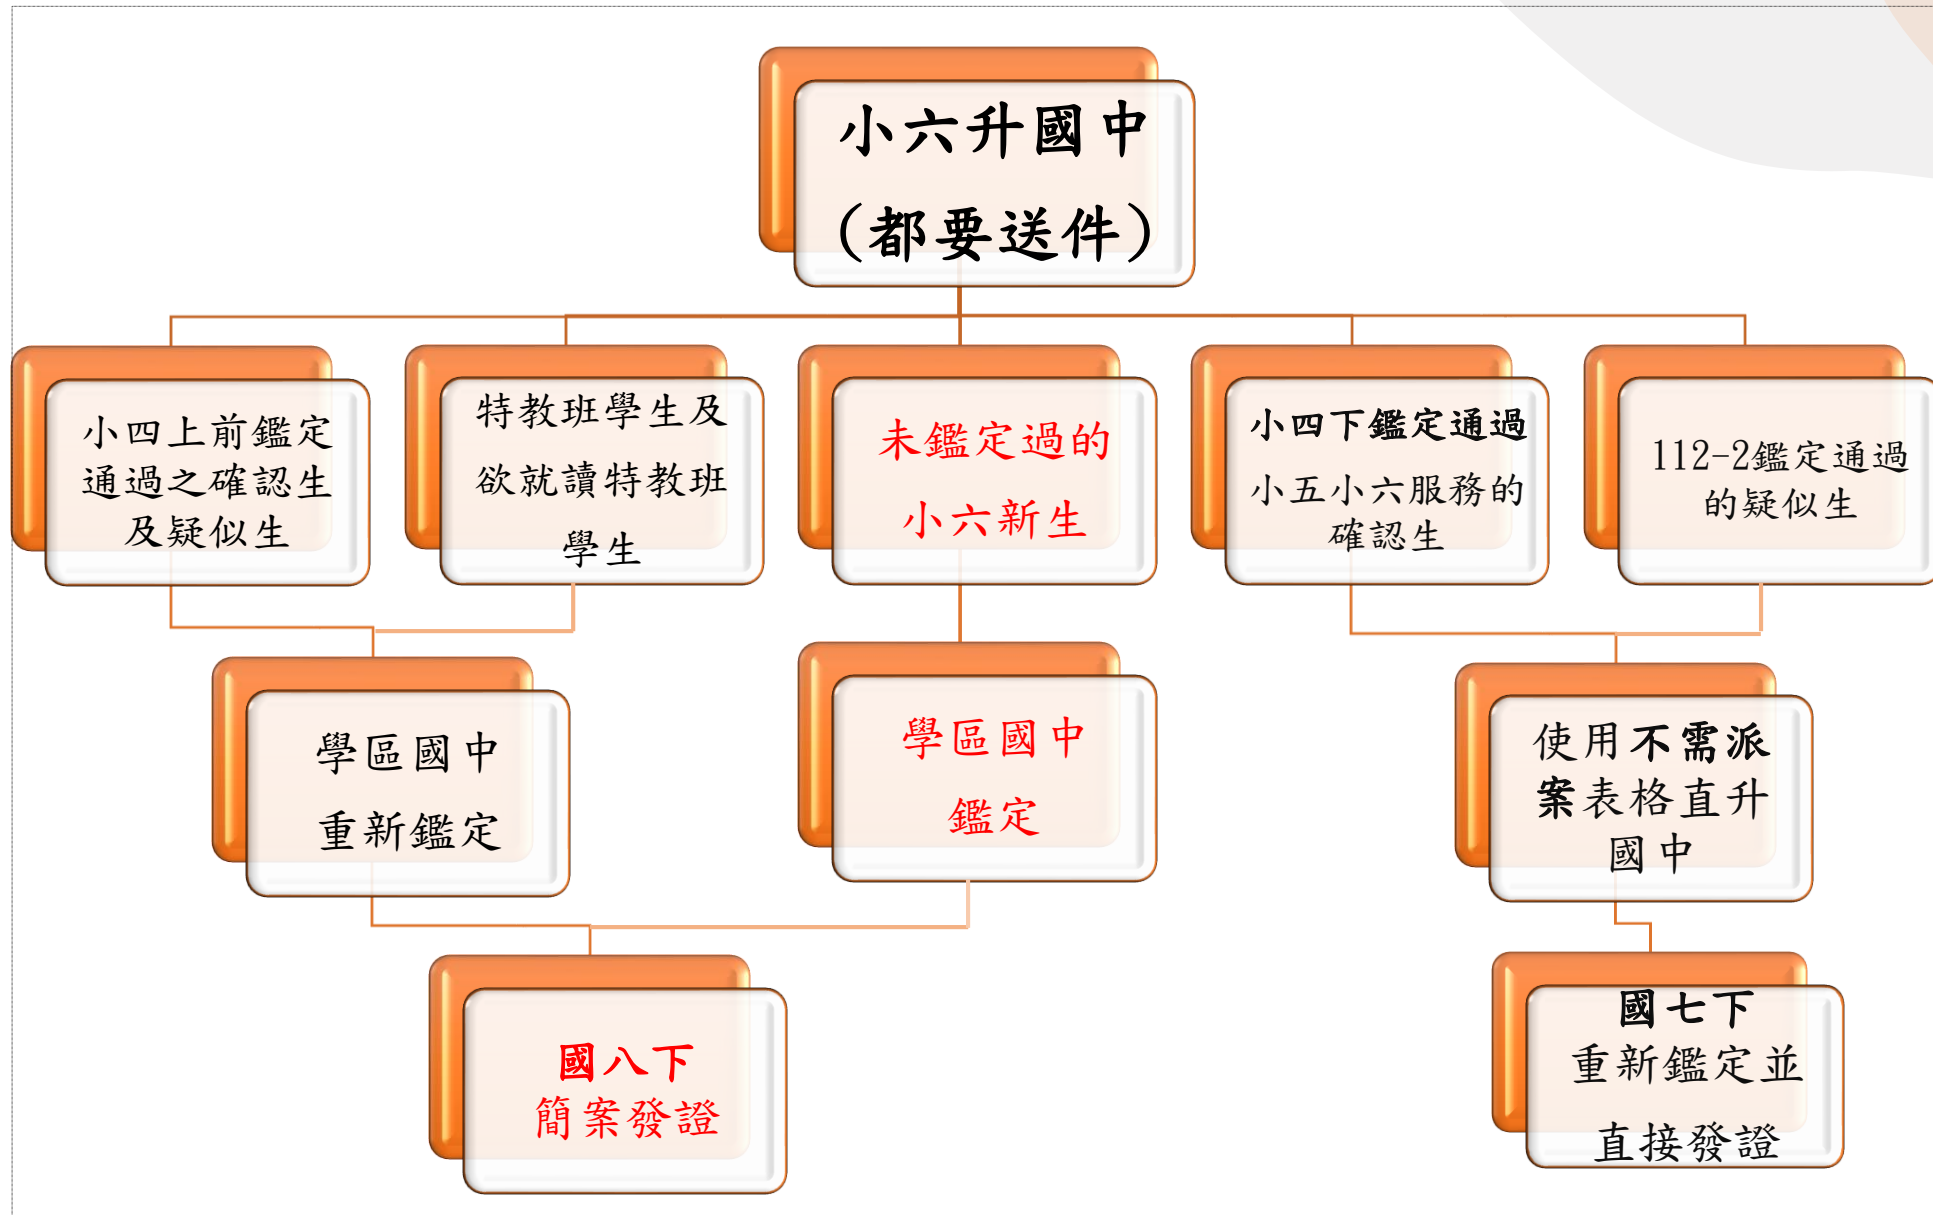 小六升國中
(都要送件)
小四上前鑑定
通過之確認生
及疑似生
特教班學生及
欲就讀特教班
學生
未鑑定過的
小六新生
小四下鑑定通過
小五小六服務的
確認生
112-2鑑定通過
的疑似生
學區國中
重新鑑定
學區國中
鑑定
使用不需派
案表格直升
國中
國八下
簡案發證
國七下
重新鑑定並
直接發證